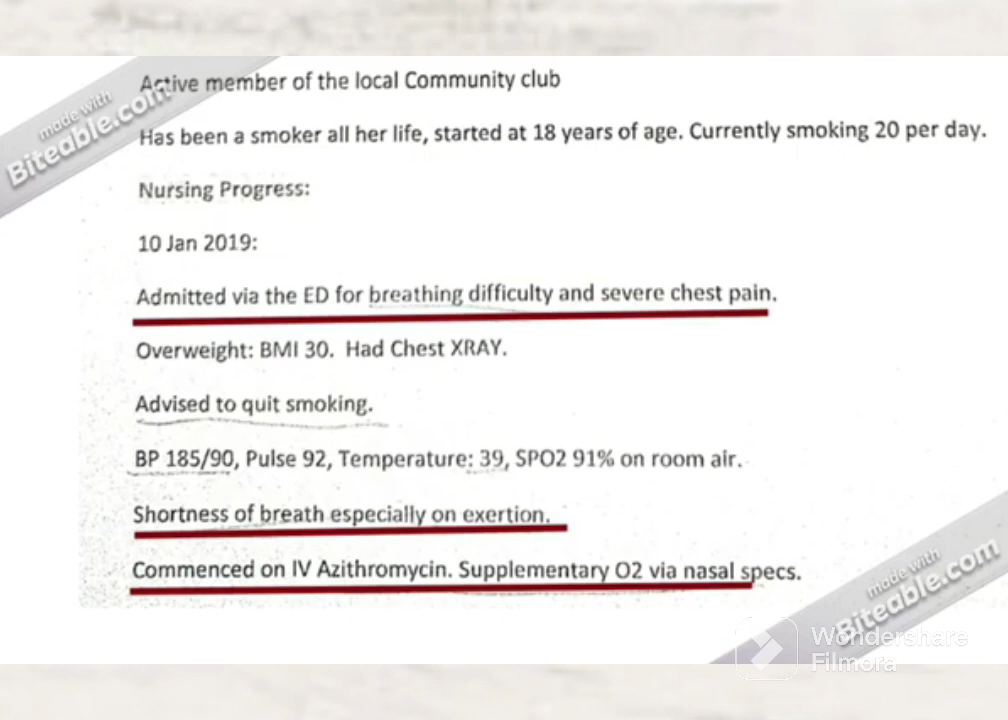 Active member of the local Community club
made with
Biteable.com
Has been a smoker all her life, started at 18 years of age. Currently smoking 20 per day.
Nursing Progress:
10 Jan 2019:
Admitted via the ED for breathing difficulty and severe chest pain.
Overweight: BMI 30. Had Chest XRAY.
Advised to quit smoking.
BP 185/90, Pulse 92, Temperature: 39, SPO2 91% on room air.
Shortness of breath especially on exertion.
Commenced on IV Azithromycin. Supplementary O2 via nasal specs.
made with
Biteable.com
Wondershare
Filmora